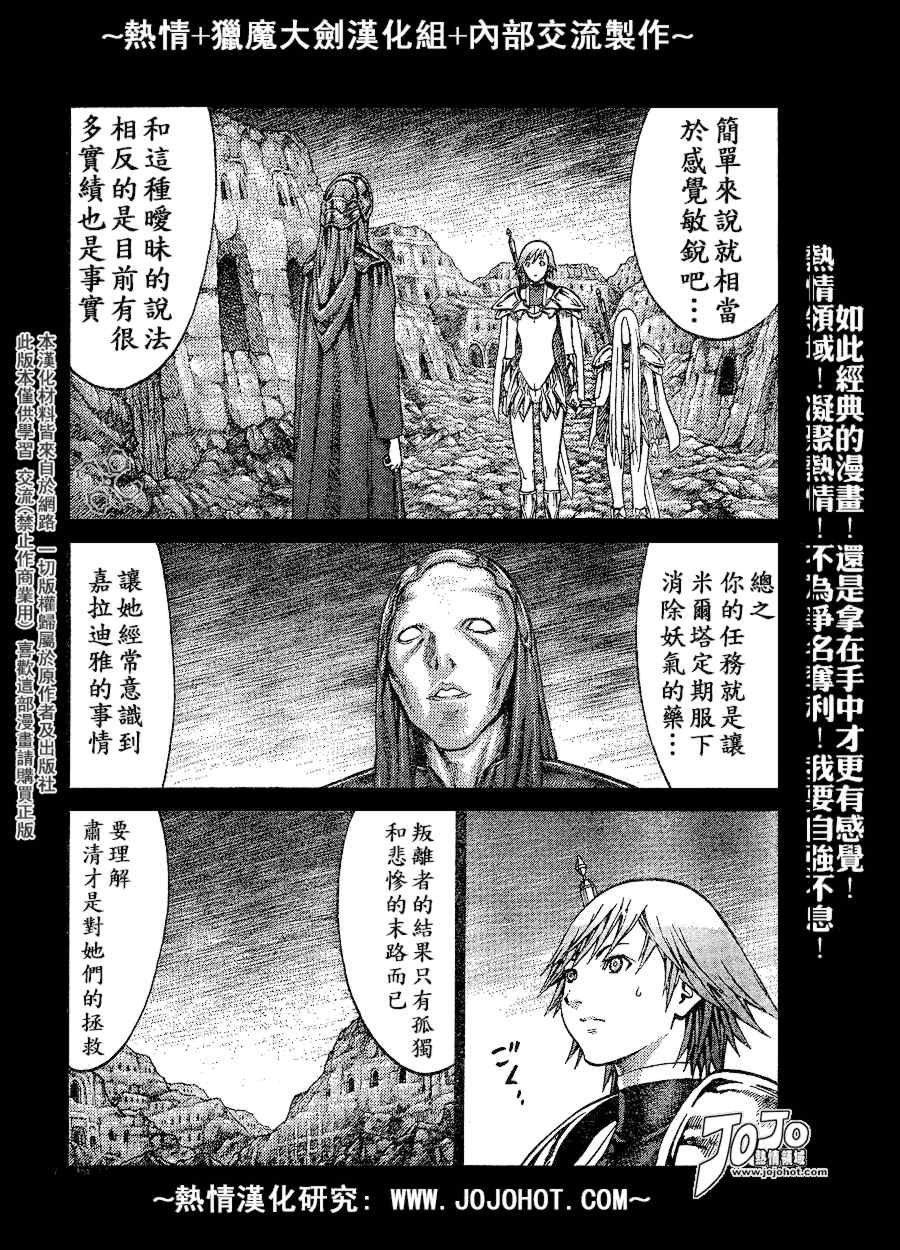 ~熱情+獵魔大劍漢化組+內部交流製作~
簡單來說就相當
於感覺敏銳吧…
和這種曖昧的說法
相反的是目前有很
多實績也是事實
總之
你的任務就是讓
米爾塔定期服下
消除妖氣的藥…
讓她經常意識到
嘉拉迪雅的事情
ごく。
叛離者的結果只有孤獨
和悲慘的末路而已
要理解
肅清才是對她們的拯救
如此經典的漫畫！還是拿在手中才更有感覺！
熱情領域！凝聚熱情！不為爭名奪利！我要自強不息！
本漢化材料皆來自於網路 一切版權歸屬於原作者及出版社
此版本僅供學習 交流(禁止作商業用) 喜歡這部漫畫請購買正版
JOJO
熱情領域
www.jojohot.com
~熱情漢化研究: WWW.JOJOHOT.COM~